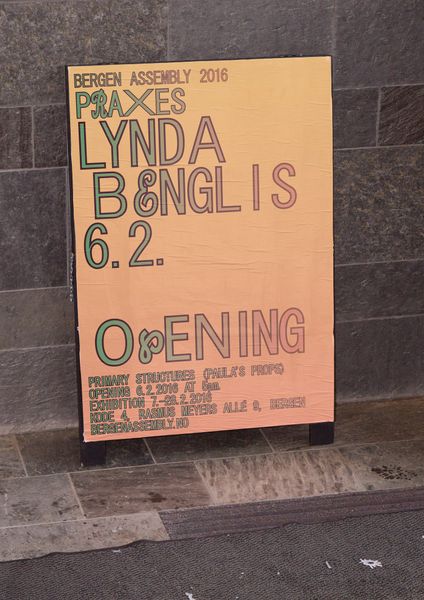 BERGEN ASSEMBLY 2016
PRAXES
LYNDA
BENGLIS
6.2.
OPENING
PRIMARY STRUCTURES (PAULA'S PROPS)
OPENING 6.2.2016 AT 5pm
EXHIBITION 7.–28.2.2016
KODE 4, RASMUS MEYERS ALLÉ 9, BERGEN
BERGENASSEMBLY.NO